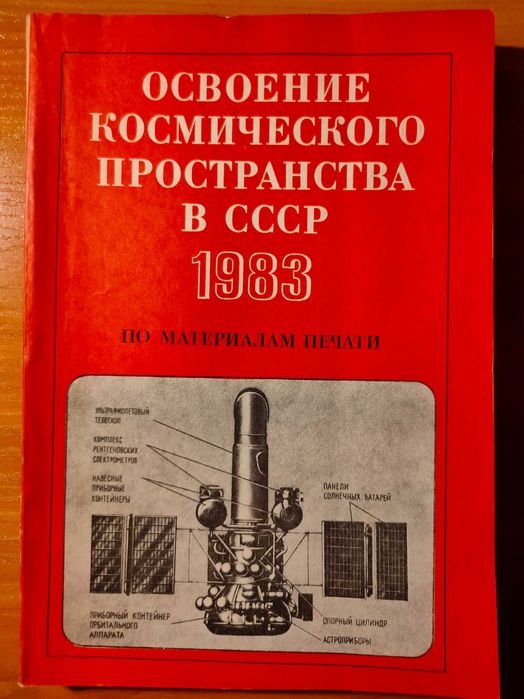 ОСВОЕНИЕ
КОСМИЧЕСКОГО
ПРОСТРАНСТВА
В СССР
1983
ПО МАТЕРИАЛАМ ПЕЧАТИ
УЛЬТРАФИОЛЕТОВЫЙ
ТЕЛЕСКОП
КОМПЛЕКС
РЕНТГЕНОВСКИХ
СПЕКТРОМЕТРОВ
НАВЕСНЫЕ
ПРИБОРНЫЕ
КОНТЕЙНЕРЫ
ПАНЕЛИ
СОЛНЕЧНЫХ БАТАРЕЙ
ПРИБОРНЫЙ КОНТЕЙНЕР
ОРБИТАЛЬНОГО
АППАРАТА
ОПОРНЫЙ ЦИЛИНДР
АСТРОПРИБОРЫ